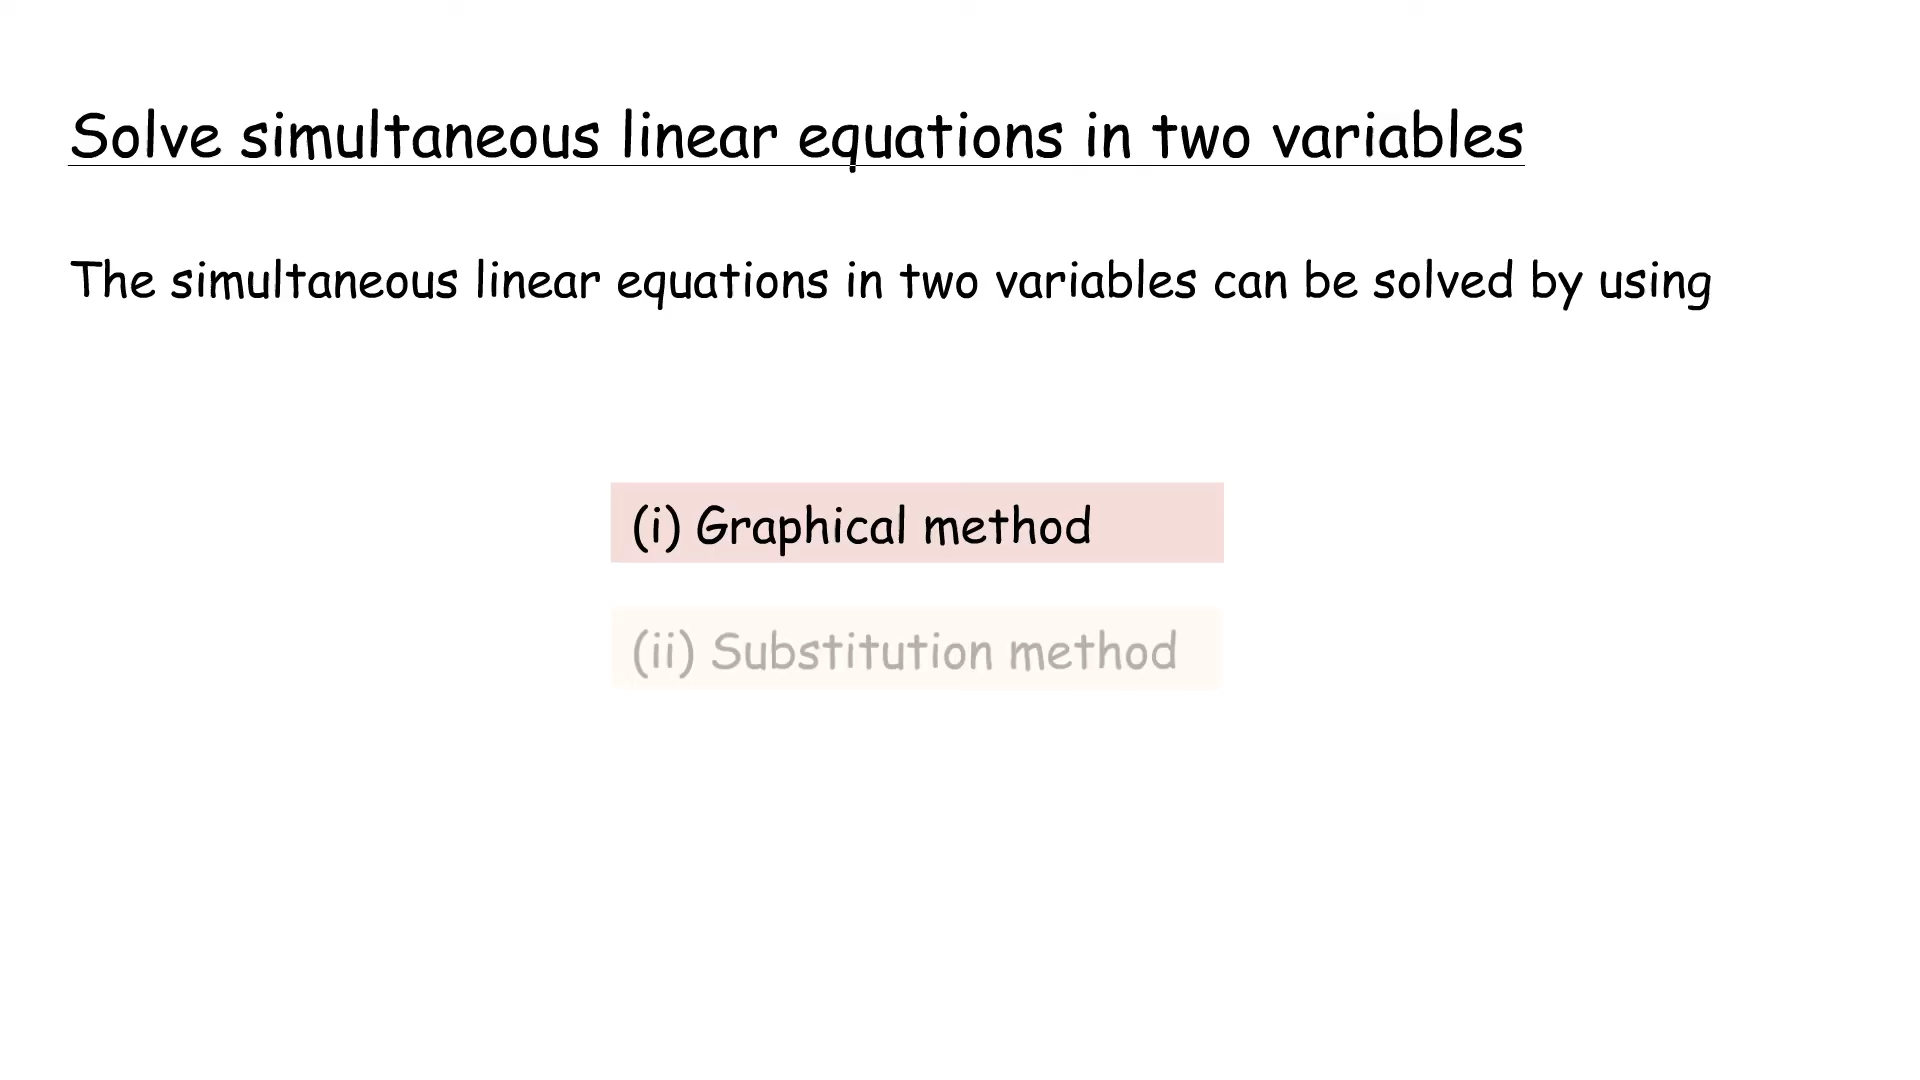 Solve simultaneous linear equations in two variables
The simultaneous linear equations in two variables can be solved by using
(i) Graphical method
(ii) Substitution method